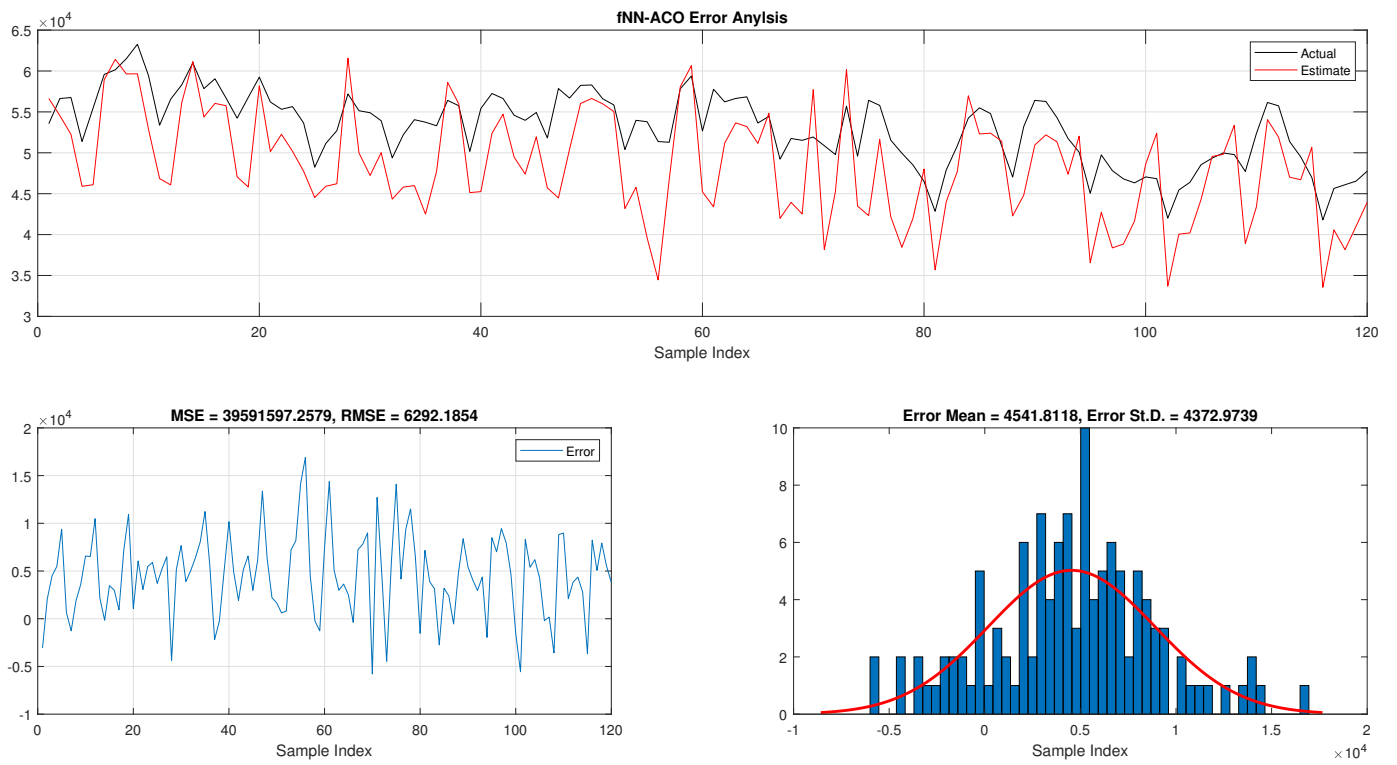 fNN-ACO Error Anylsis
×10^4
6.5
6
5.5
5
4.5
4
3.5
3
0 20 40 60 80 100 120
Sample Index
Actual
Estimate
MSE = 39591597.2579, RMSE = 6292.1854
×10^4
2
1.5
1
0.5
0
-0.5
-1
0 20 40 60 80 100 120
Sample Index
Error
Error Mean = 4541.8118, Error St.D. = 4372.9739
10
8
6
4
2
0
-1 -0.5 0 0.5 1 1.5 2
Sample Index
×10^4